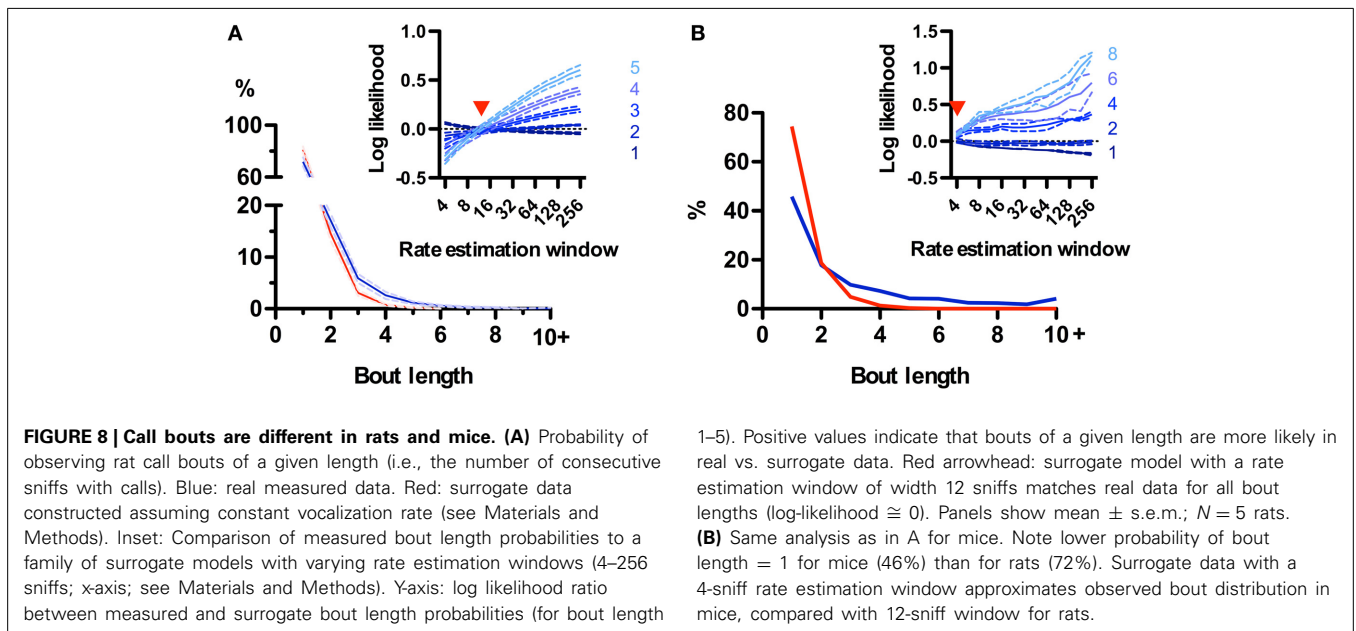 A
%
100
60
20
10
0
0 2 4 6 8 10+
Bout length
Log likelihood
1.0
0.5
0.0
-0.5
4 8 16 32 64 128 256
Rate estimation window
5
4
3
2
1
B
%
80
60
40
20
0
0 2 4 6 8 10 +
Bout length
Log likelihood
1.5
1.0
0.5
0.0
-0.5
4 8 16 32 64 128 256
Rate estimation window
8
6
4
2
1
FIGURE 8 | Call bouts are different in rats and mice. (A) Probability of
observing rat call bouts of a given length (i.e., the number of consecutive
sniffs with calls). Blue: real measured data. Red: surrogate data
constructed assuming constant vocalization rate (see Materials and
Methods). Inset: Comparison of measured bout length probabilities to a
family of surrogate models with varying rate estimation windows (4–256
sniffs; x-axis; see Materials and Methods). Y-axis: log likelihood ratio
between measured and surrogate bout length probabilities (for bout length
1–5). Positive values indicate that bouts of a given length are more likely in
real vs. surrogate data. Red arrowhead: surrogate model with a rate
estimation window of width 12 sniffs matches real data for all bout
lengths (log-likelihood ≅ 0). Panels show mean ± s.e.m.; N = 5 rats.
(B) Same analysis as in A for mice. Note lower probability of bout
length = 1 for mice (46%) than for rats (72%). Surrogate data with a
4-sniff rate estimation window approximates observed bout distribution in
mice, compared with 12-sniff window for rats.